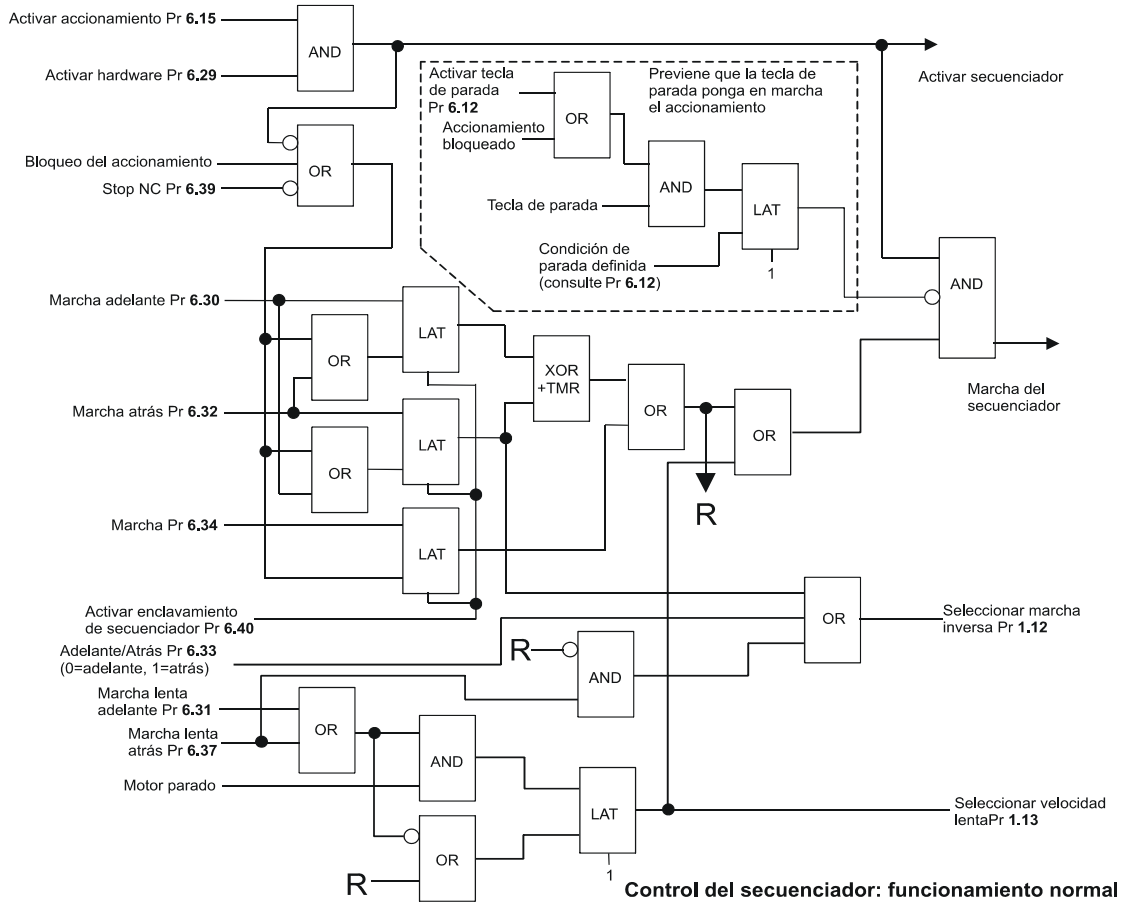 Activar accionamiento Pr 6.15
AND
Activar hardware Pr 6.29
Activar secuenciador
Activar tecla
de parada
Pr 6.12
Previene que la tecla de
parada ponga en marcha
el accionamiento
OR
Accionamiento
bloqueado
Bloqueo del accionamiento
OR
Stop NC Pr 6.39
AND
Tecla de parada
LAT
1
Condición de
parada definida
(consulte Pr 6.12)
AND
Marcha adelante Pr 6.30
LAT
OR
XOR
+TMR
Marcha del
secuenciador
Marcha atrás Pr 6.32
OR
OR
LAT
OR
R
Marcha Pr 6.34
LAT
Activar enclavamiento
de secuenciador Pr 6.40
OR
Seleccionar marcha
inversa Pr 1.12
Adelante/Atrás Pr 6.33
(0=adelante, 1=atrás)
R
AND
Marcha lenta
adelante Pr 6.31
OR
Marcha lenta
atrás Pr 6.37
AND
Motor parado
LAT
1
Seleccionar velocidad
lentaPr 1.13
OR
R
Control del secuenciador: funcionamiento normal